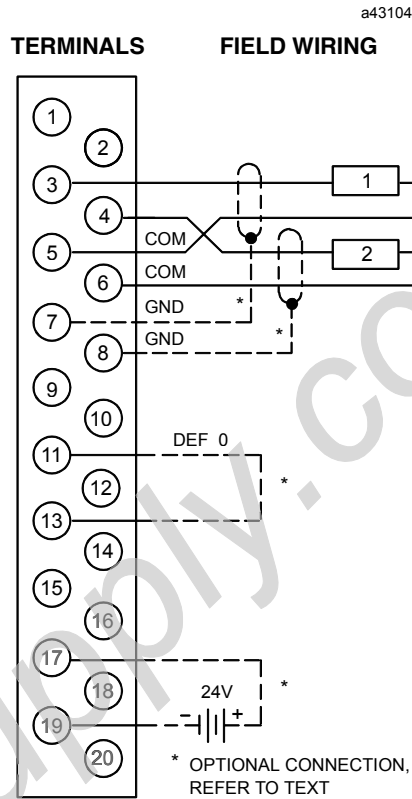 a43104
TERMINALS FIELD WIRING
1
2
3
1
4
COM
5
2
COM
6
GND
7
*
GND
8
*
9
10
DEF 0
11
12
*
13
14
15
16
17
18
24V
*
- +
19
* OPTIONAL CONNECTION,
REFER TO TEXT
20
upply.co